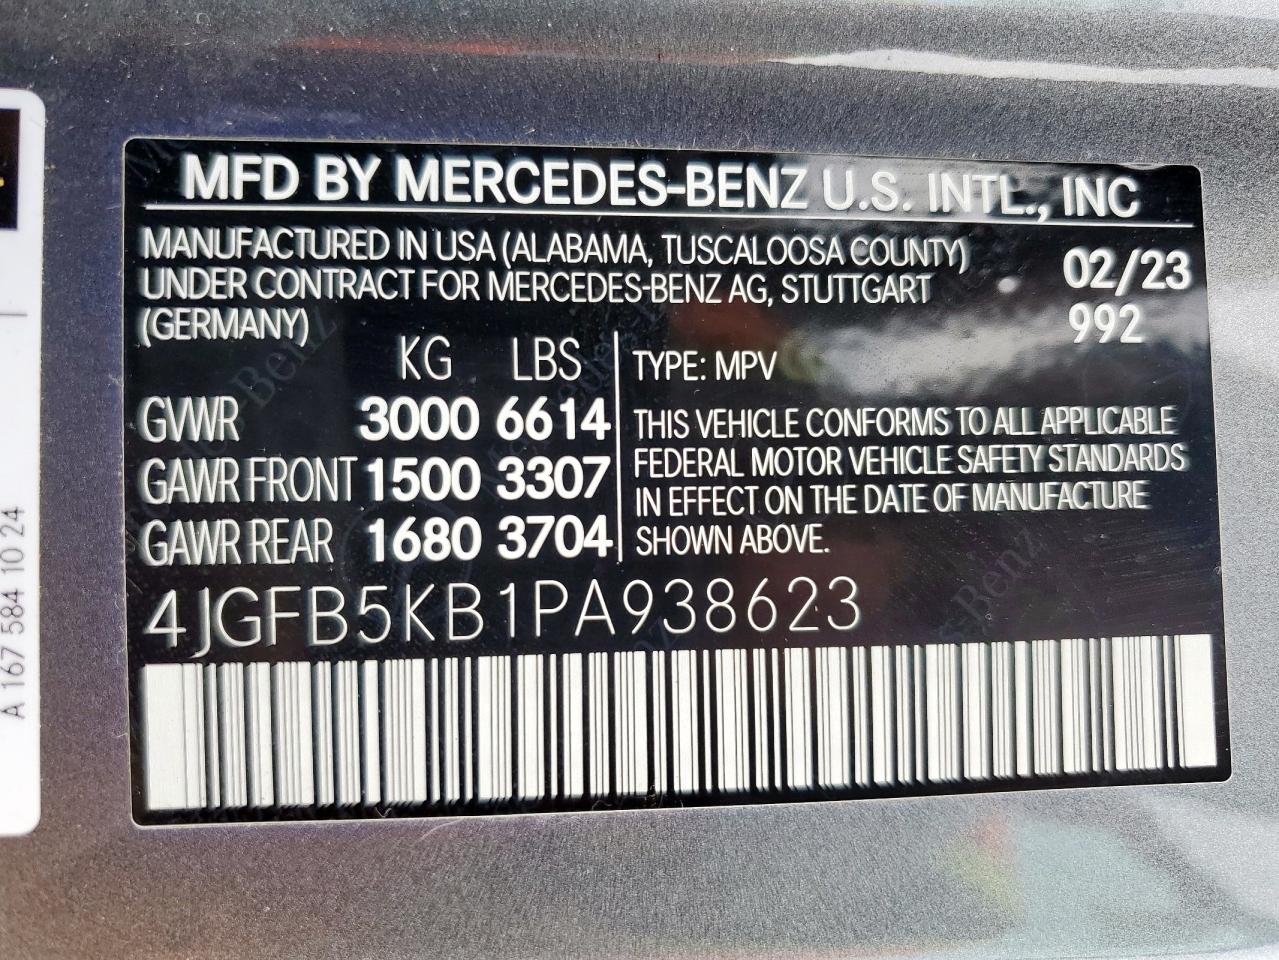 MFD BY MERCEDES-BENZ U.S. INTL., INC
MANUFACTURED IN USA (ALABAMA, TUSCALOOSA COUNTY)
UNDER CONTRACT FOR MERCEDES-BENZ AG, STUTTGART
(GERMANY)
02/23
992
KG LBS
GVWR 3000 6614
GAWR FRONT 1500 3307
GAWR REAR 1680 3704
TYPE: MPV
THIS VEHICLE CONFORMS TO ALL APPLICABLE
FEDERAL MOTOR VEHICLE SAFETY STANDARDS
IN EFFECT ON THE DATE OF MANUFACTURE
SHOWN ABOVE.
4JGFB5KB1PA938623
A 167 584 10 24